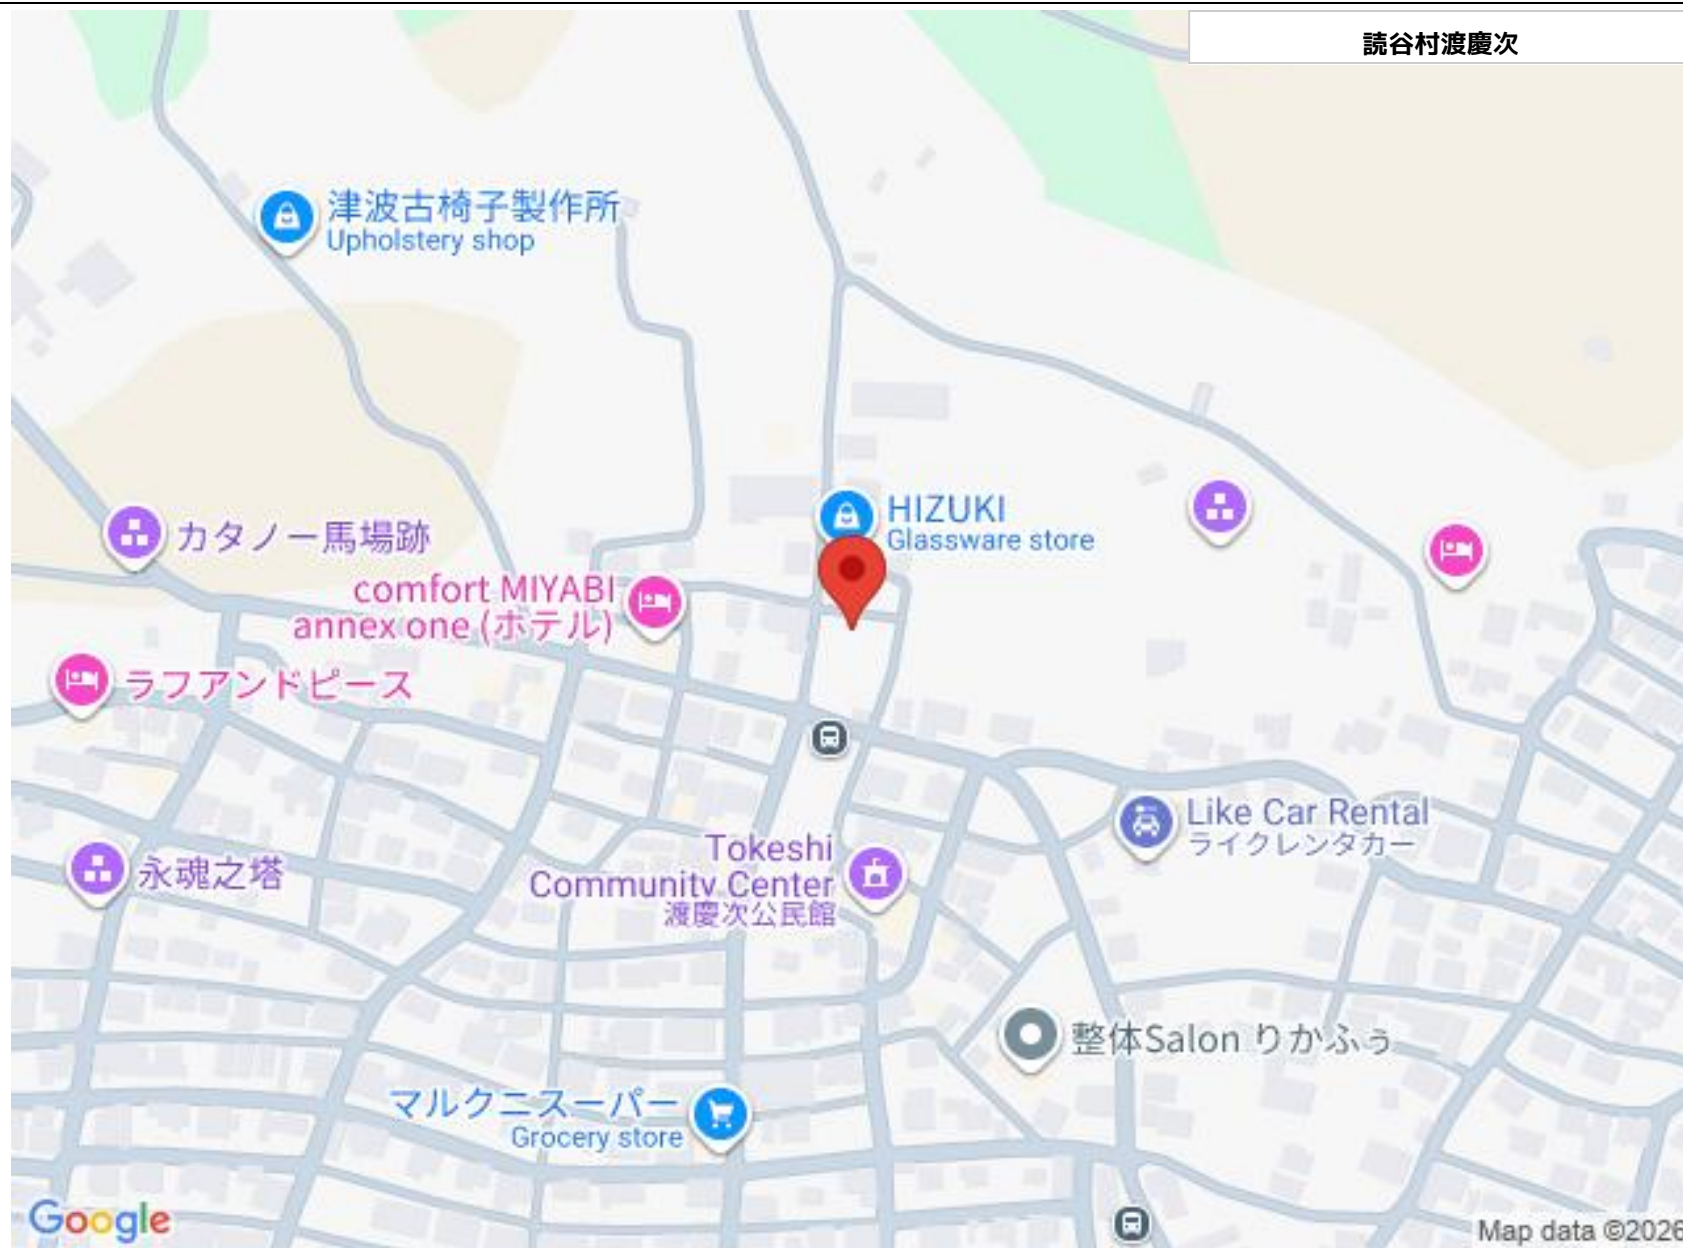 読谷村渡慶次
津波古椅子製作所
Upholstery shop
HIZUKI
Glassware store
カタノー馬場跡
comfort MIYABI
annex one (ホテル)
ラフアンドピース
Like Car Rental
ライクレンタカー
Tokeshi
Community Center
渡慶次公民館
永魂之塔
整体Salon りかふぅ
マルクニスーパー
Grocery store
Google
Map data ©2026